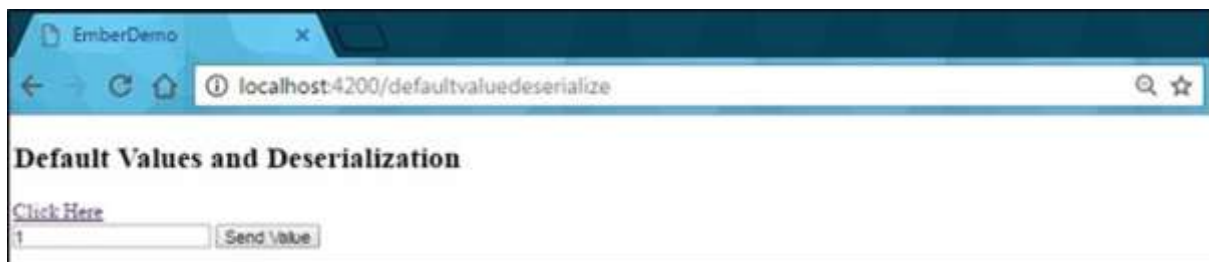 EmberDemo
localhost:4200/defaultvaluedeserialize
Default Values and Deserialization
Click Here
1 Send Value